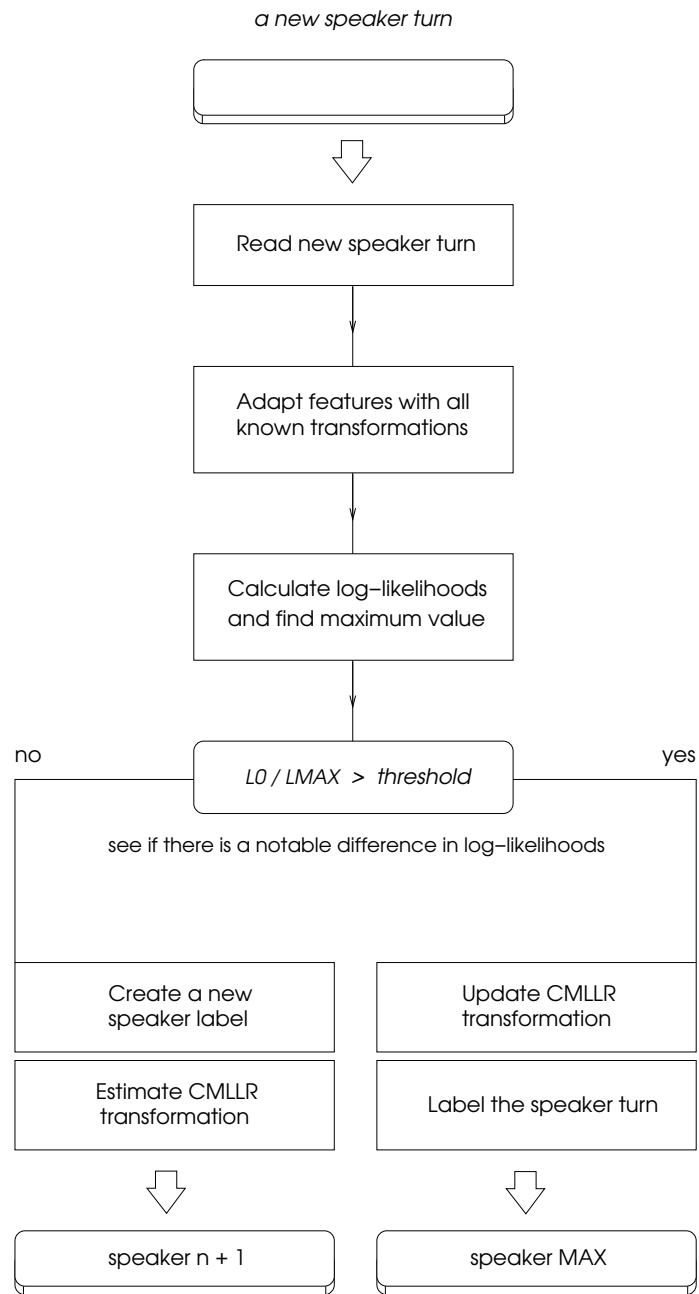 a new speaker turn
Read new speaker turn
Adapt features with all
known transformations
Calculate log–likelihoods
and find maximum value
no
yes
L0 / LMAX > threshold
see if there is a notable difference in log–likelihoods
Create a new
speaker label
Update CMLLR
transformation
Estimate CMLLR
transformation
Label the speaker turn
speaker n + 1
speaker MAX